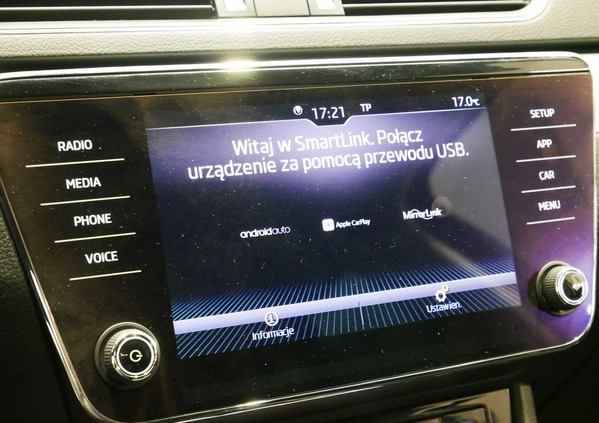 17:21 TP 17.0°C
Witaj w SmartLink. Połącz
urządzenie za pomocą przewodu USB.
androidauto Apple CarPlay MirrorLink
Informacje Ustawien.
RADIO
MEDIA
PHONE
VOICE
SETUP
APP
CAR
MENU